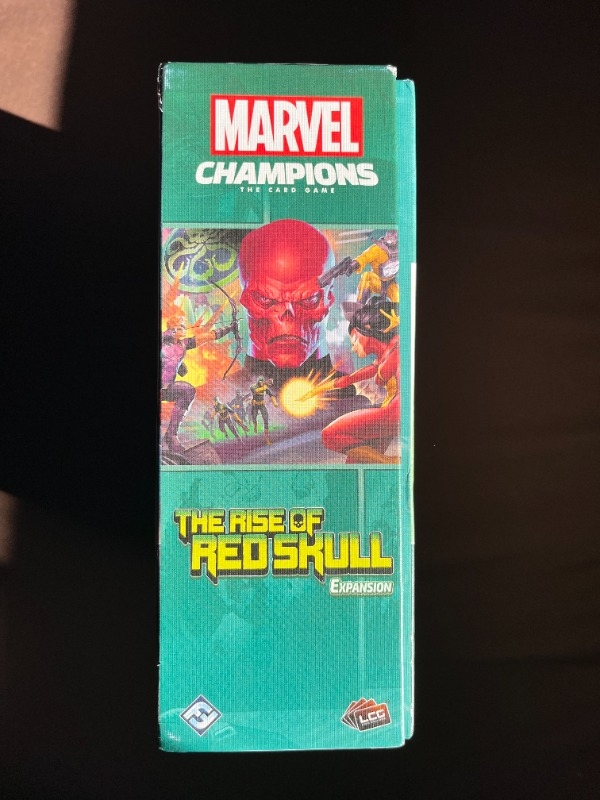 MARVEL
CHAMPIONS
THE CARD GAME
THE RISE OF
RED SKULL
EXPANSION
LCG